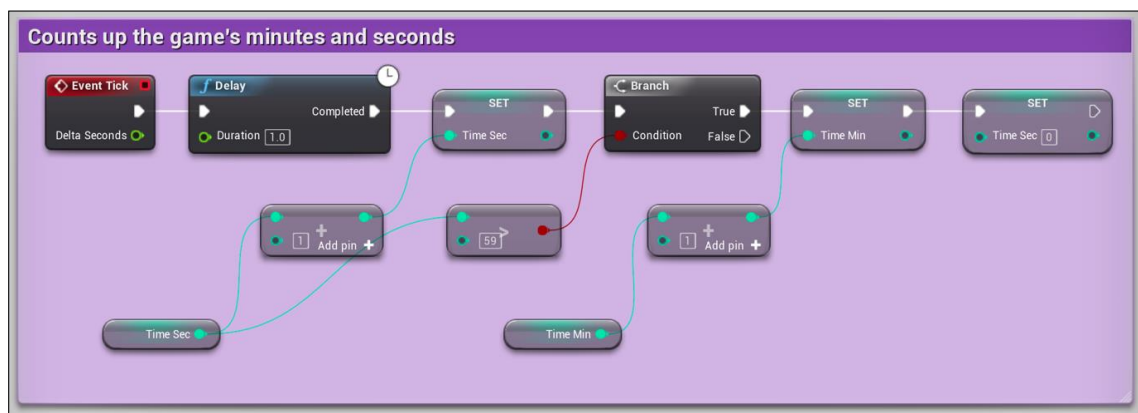 Counts up the game's minutes and seconds
Event Tick
Delta Seconds
Delay
Completed
Duration 1.0
SET
Time Sec
Branch
True
Condition False
SET
Time Min
SET
Time Sec 0
1 + Add pin +
59 >
1 + Add pin +
Time Sec
Time Min